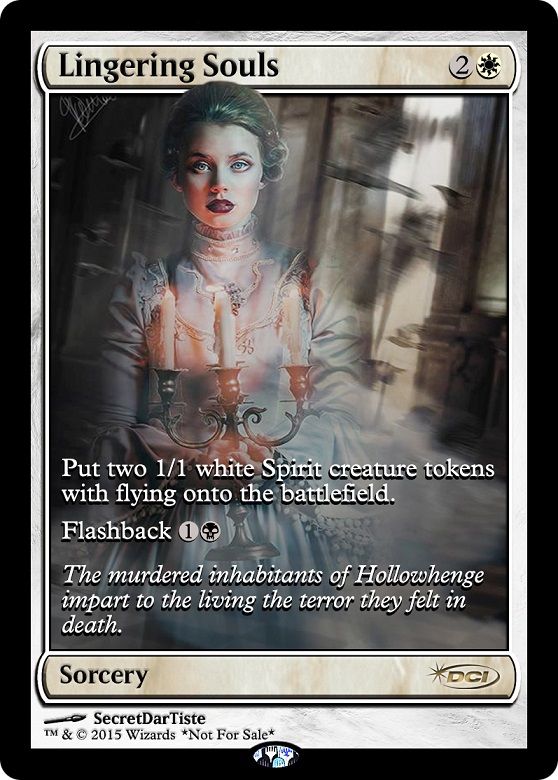 Lingering Souls 2
Put two 1/1 white Spirit creature tokens
with flying onto the battlefield.
Flashback 1
The murdered inhabitants of Hollowhenge
impart to the living the terror they felt in
death.
Sorcery DCI
SecretDarTiste
™ & © 2015 Wizards *Not For Sale*